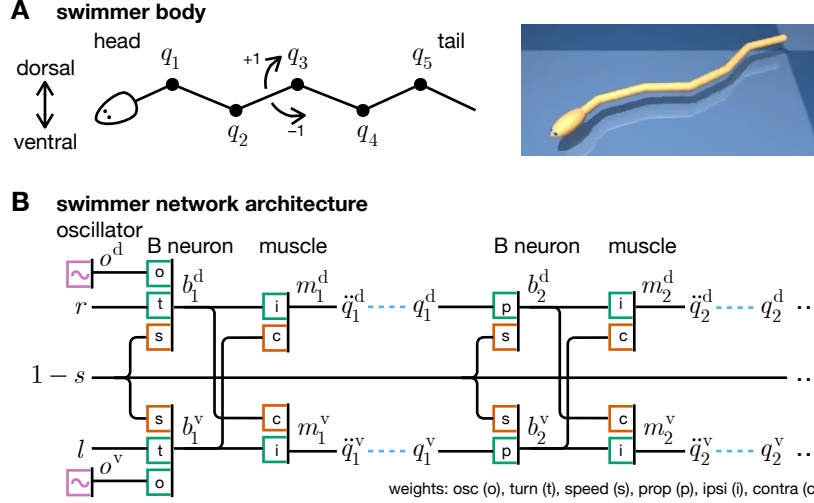 A swimmer body
head tail
q₁ q₃ q₅
+1
dorsal
ventral
−1
q₂ q₄
B swimmer network architecture
oscillator
B neuron muscle B neuron muscle
oᵈ o
b₁ᵈ m₁ᵈ b₂ᵈ m₂ᵈ
r t i q̈₁ᵈ q₁ᵈ p i q̈₂ᵈ q₂ᵈ ..
s c s c
1 − s ..
s c s c
b₁ᵛ m₁ᵛ b₂ᵛ m₂ᵛ
l t i q̈₁ᵛ q₁ᵛ p i q̈₂ᵛ q₂ᵛ ..
oᵛ o
weights: osc (o), turn (t), speed (s), prop (p), ipsi (i), contra (c